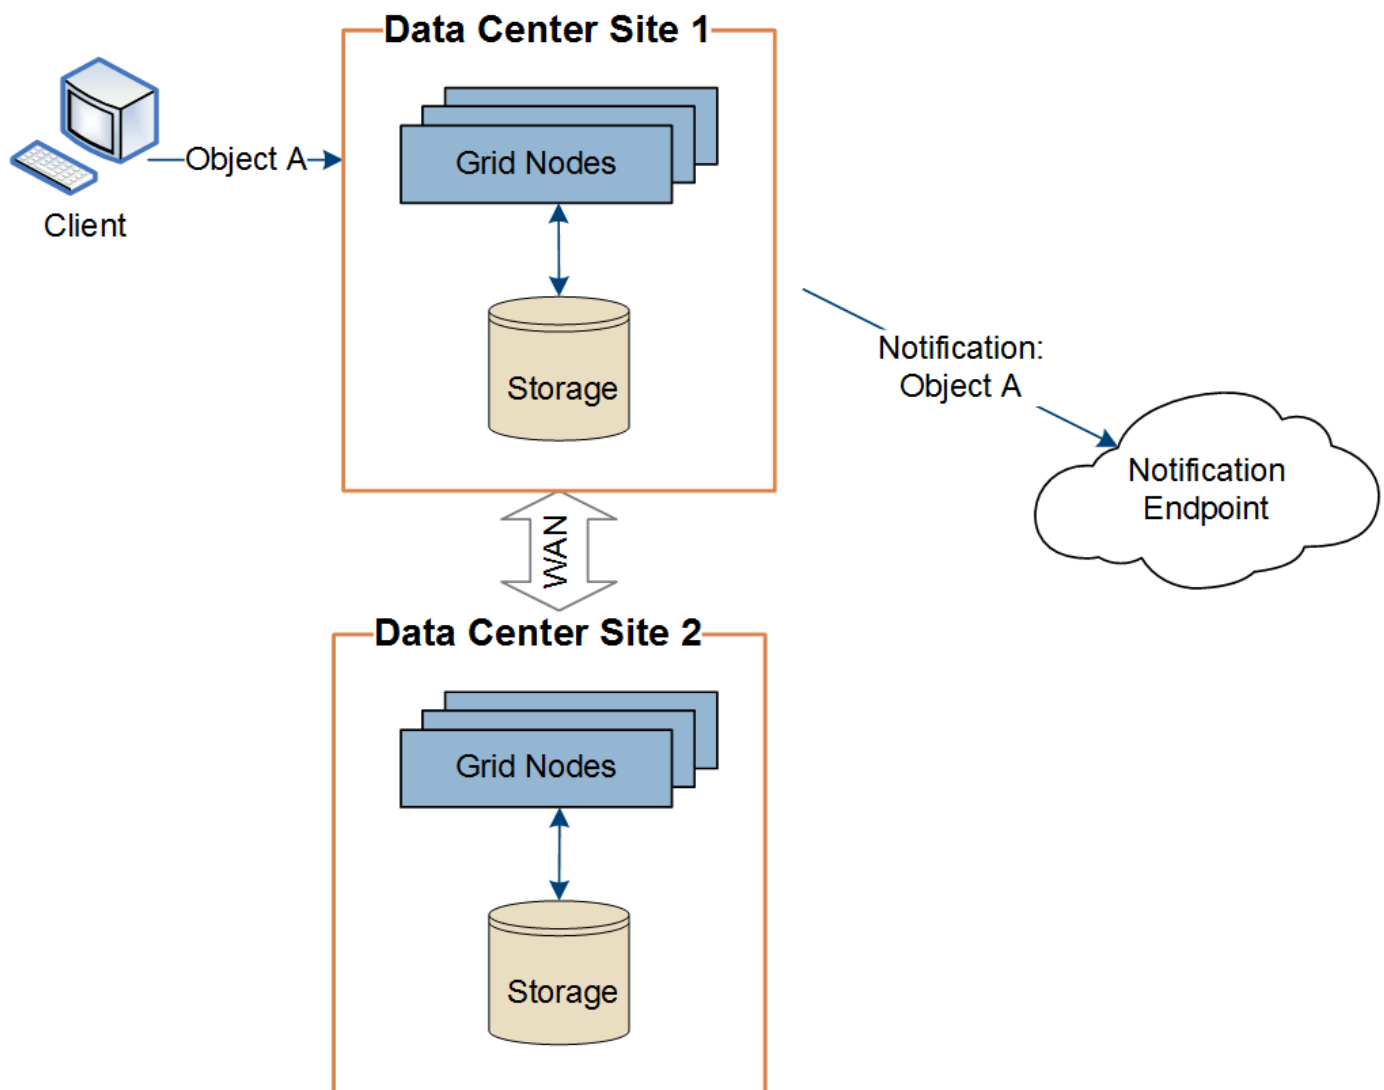 Data Center Site 1
Grid Nodes
Object A
Client
Storage
Notification:
Object A
Notification
Endpoint
WAN
Data Center Site 2
Grid Nodes
Storage